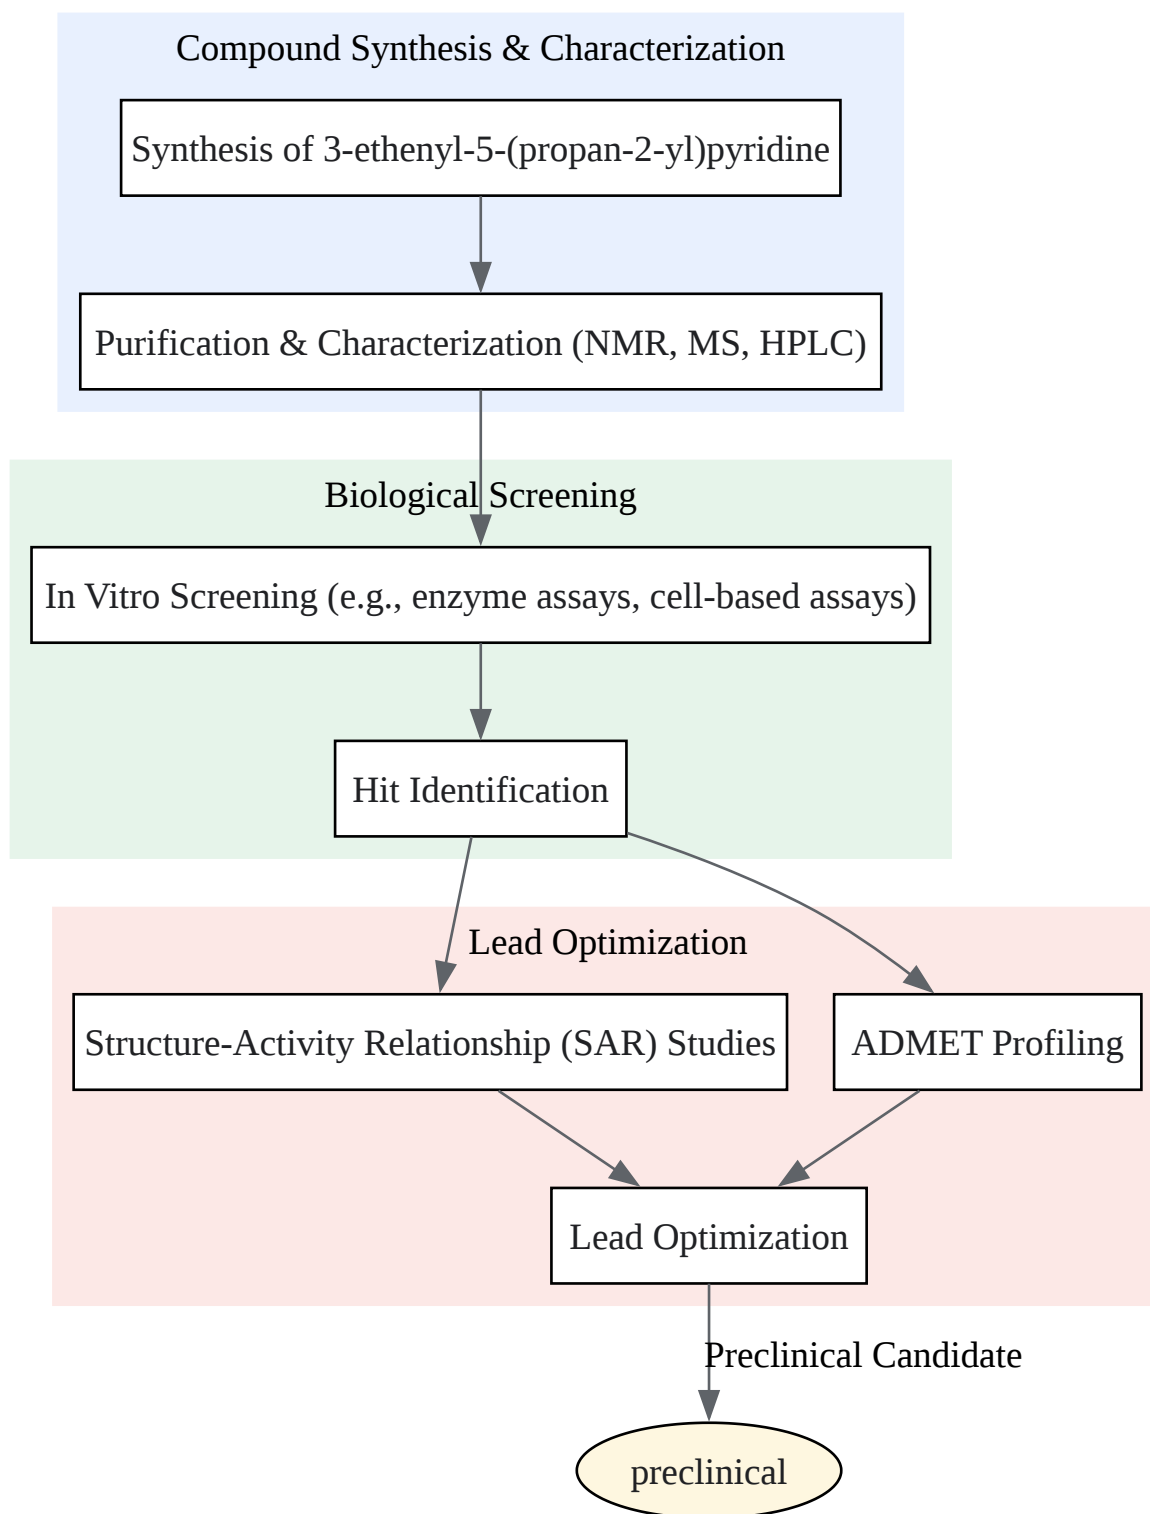 Compound Synthesis & Characterization
Synthesis of 3-ethenyl-5-(propan-2-yl)pyridine
Purification & Characterization (NMR, MS, HPLC)
Biological Screening
In Vitro Screening (e.g., enzyme assays, cell-based assays)
Hit Identification
Lead Optimization
Structure-Activity Relationship (SAR) Studies
ADMET Profiling
Lead Optimization
Preclinical Candidate
preclinical